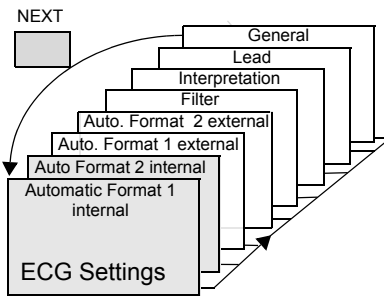 NEXT
General
Lead
Interpretation
Filter
Auto. Format 2 external
Auto. Format 1 external
Auto Format 2 internal
Automatic Format 1
internal
ECG Settings